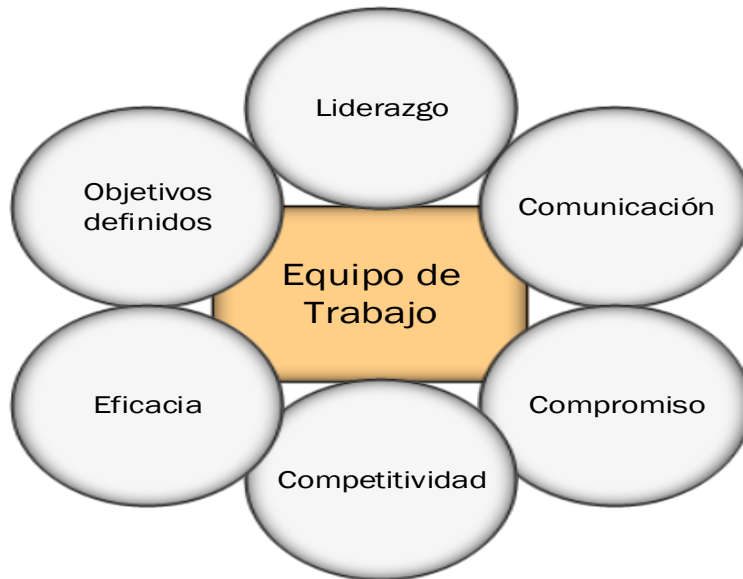 Liderazgo
Objetivos
definidos
Comunicación
Equipo de
Trabajo
Eficacia
Compromiso
Competitividad